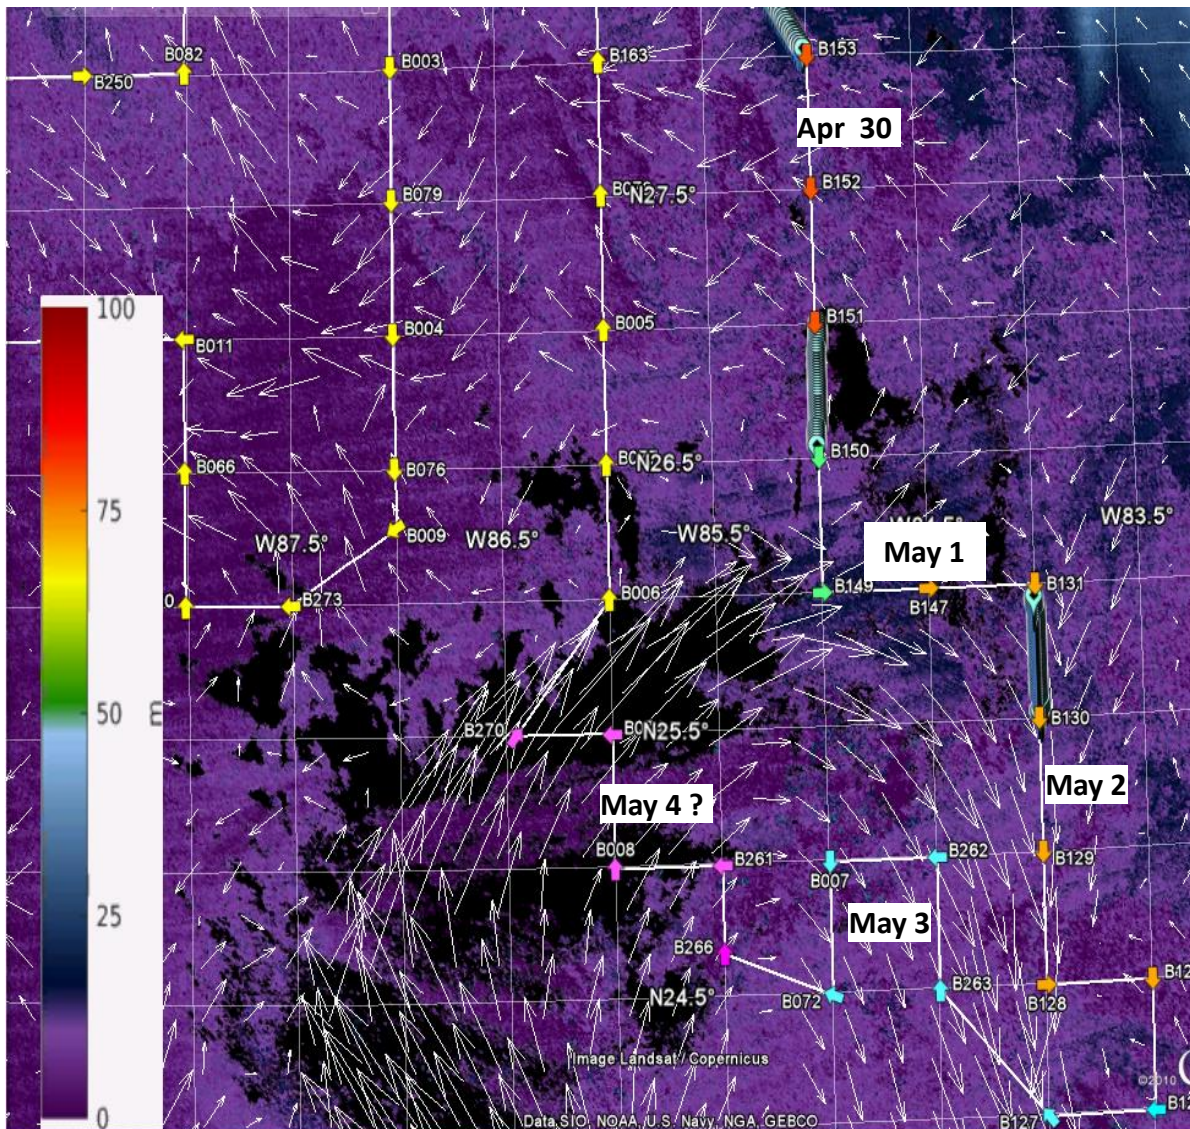 B153
B163
B003
B082
B250
Apr 30
B152
N27.5°
B079
B151
B005
B004
B011
100
B150
N26.5°
B076
B066
75
W83.5°
W85.5°
W86.5°
W87.5°
B009
May 1
B131
B149
B147
B006
B273
50
m
B130
N25.5°
B270
May 2
May 4 ?
B129
B262
B261
B008
B007
25
May 3
B266
B263
B128
B072
N24.5°
Image Landsat / Copernicus
©2010
0
Data SIO, NOAA, U.S. Navy, NGA, GEBCO
B127